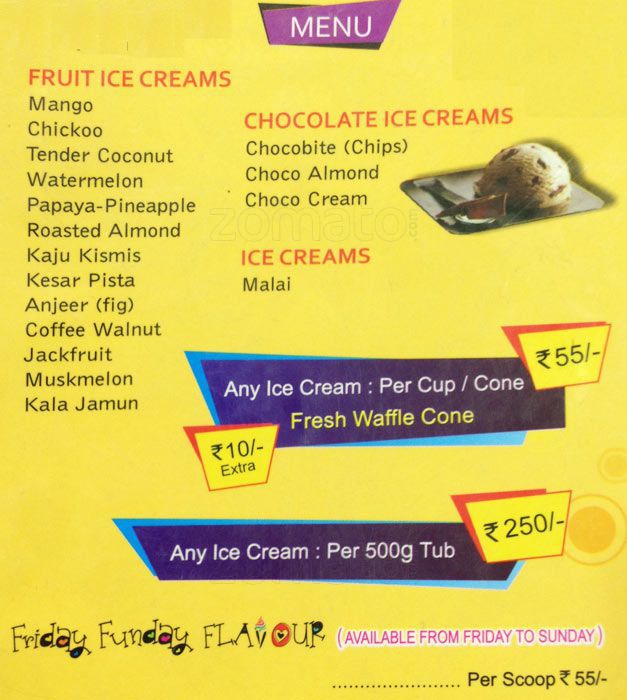 MENU
FRUIT ICE CREAMS
Mango
Chickoo
Tender Coconut
Watermelon
Papaya-Pineapple
Roasted Almond
Kaju Kismis
Kesar Pista
Anjeer (fig)
Coffee Walnut
Jackfruit
Muskmelon
Kala Jamun
CHOCOLATE ICE CREAMS
Chocobite (Chips)
Choco Almond
Choco Cream
zomato.com
ICE CREAMS
Malai
₹55/-
Any Ice Cream : Per Cup / Cone
Fresh Waffle Cone
₹10/-
Extra
₹250/-
Any Ice Cream : Per 500g Tub
Friday Funday FLAVOUR (AVAILABLE FROM FRIDAY TO SUNDAY)
...................... Per Scoop ₹ 55/-